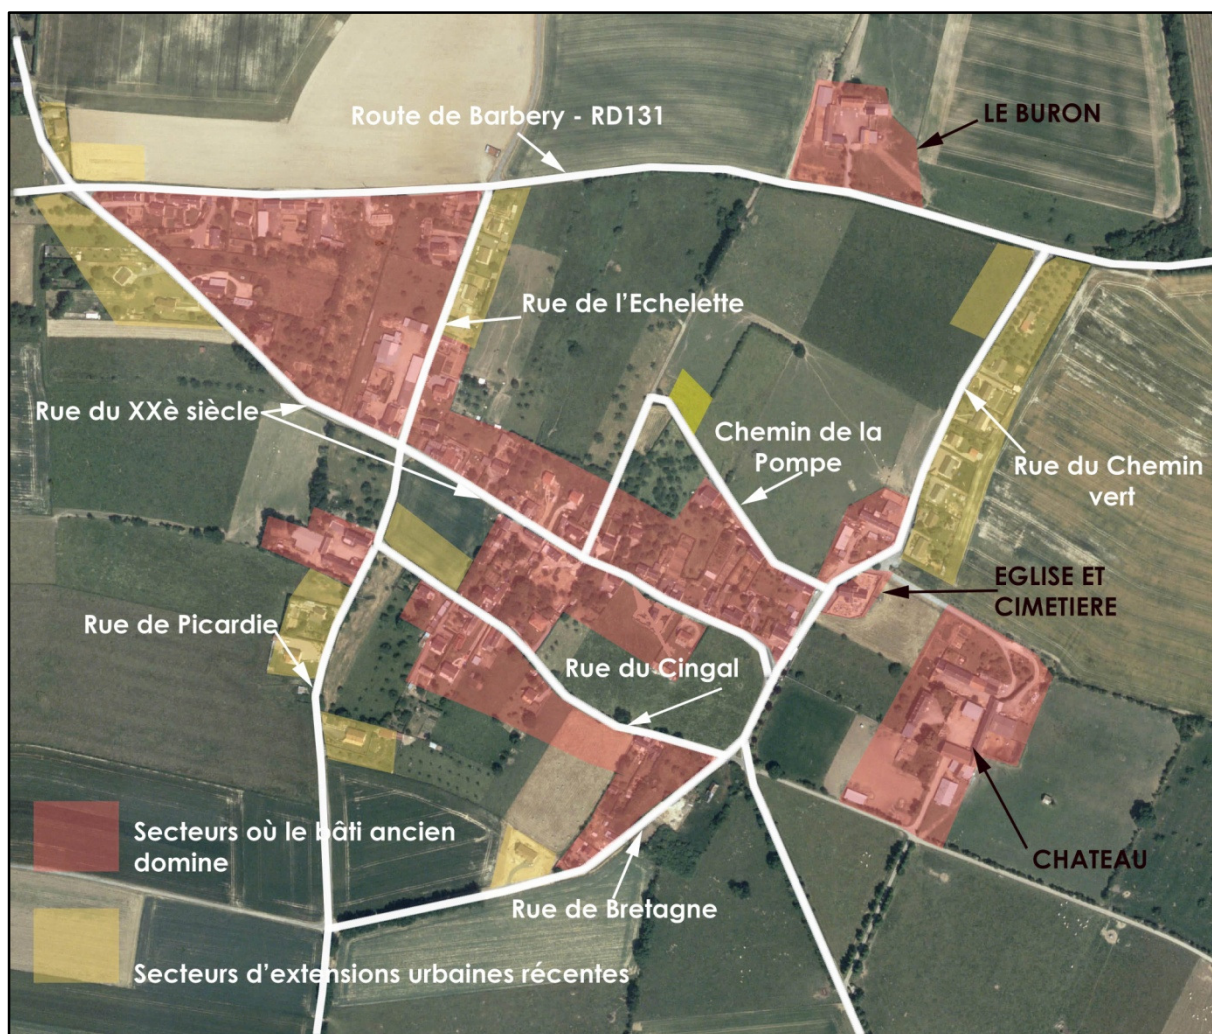 LE BURON
Route de Barbery - RD131
Rue de l'Echelette
Rue du XXè siècle
Chemin de la
Pompe
Rue du Chemin
vert
EGLISE ET
CIMETIERE
Rue de Picardie
Rue du Cingal
Secteurs où le bâti ancien
domine
CHATEAU
Rue de Bretagne
Secteurs d'extensions urbaines récentes